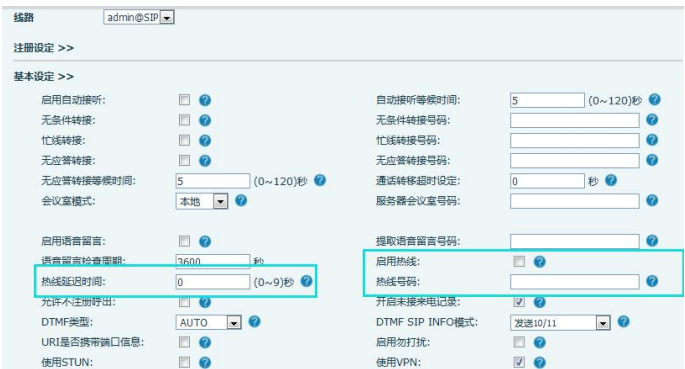 线路 admin@SIP
注册设定 >>
基本设定 >>
启用自动接听: 自动接听等候时间: 5 (0~120)秒
无条件转接: 无条件转接号码:
忙线转接: 忙线转接号码:
无应答转接: 无应答转接号码:
无应答转接等候时间: 5 (0~120)秒 通话转移超时设定: 0 秒
会议室模式: 本地 服务器会议室号码:
启用语音留言: 提取语音留言号码:
语音留言检查周期: 3600 秒 启用热线:
热线延迟时间: 0 (0~9)秒 热线号码:
允许不注册呼出: 开启未接来电记录:
DTMF类型: AUTO DTMF SIP INFO模式: 发送10/11
URI是否携带端口信息: 启用勿打扰:
使用STUN: 使用VPN: